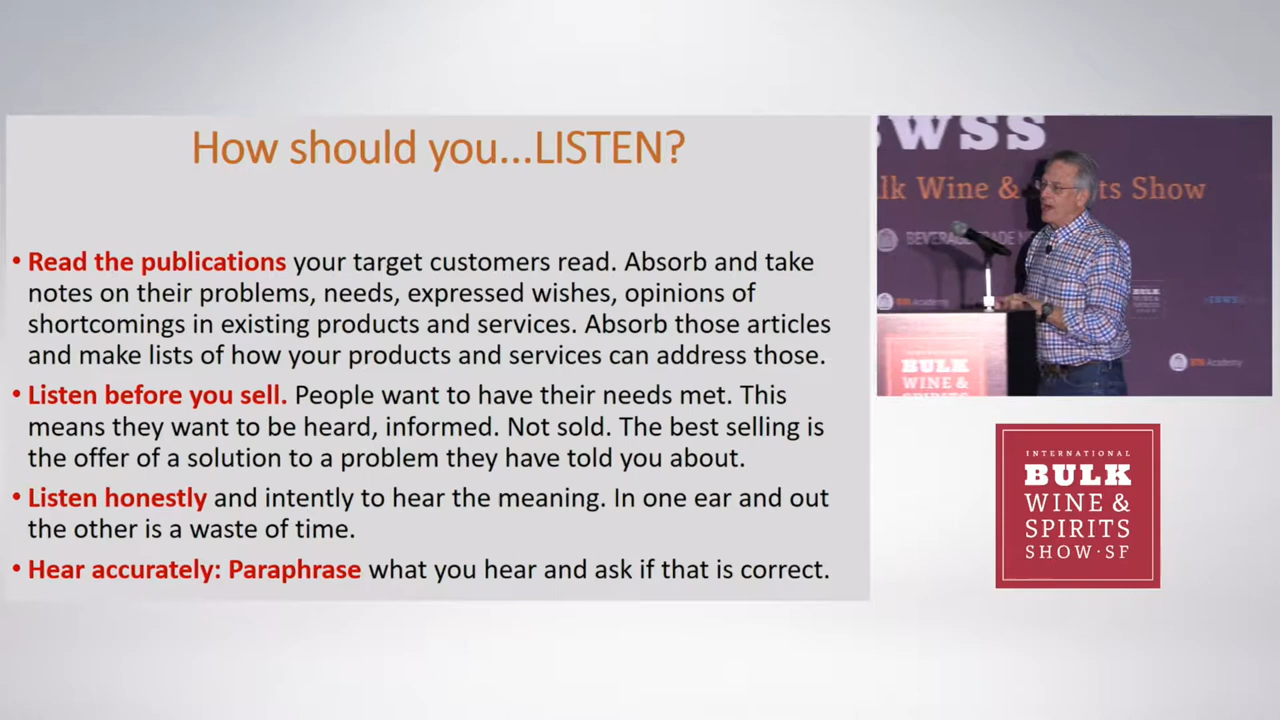 How should you...LISTEN?
• Read the publications your target customers read. Absorb and take
notes on their problems, needs, expressed wishes, opinions of
shortcomings in existing products and services. Absorb those articles
and make lists of how your products and services can address those.
• Listen before you sell. People want to have their needs met. This
means they want to be heard, informed. Not sold. The best selling is
the offer of a solution to a problem they have told you about.
• Listen honestly and intently to hear the meaning. In one ear and out
the other is a waste of time.
• Hear accurately: Paraphrase what you hear and ask if that is correct.
WSS
lk Wine & ts Show
BEVERAGE
Academy
BULK
WINE &
Academy
INTERNATIONAL
BULK
WINE &
SPIRITS
SHOW·SF